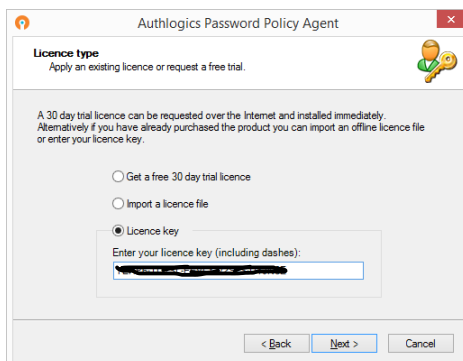 Authlogics Password Policy Agent
Licence type
Apply an existing licence or request a free trial.
A 30 day trial licence can be requested over the Internet and installed immediately.
Alternatively if you have already purchased the product you can import an offline licence file
or enter your licence key.
Get a free 30 day trial licence
Import a licence file
Licence key
Enter your licence key (including dashes):
< Back
Next >
Cancel